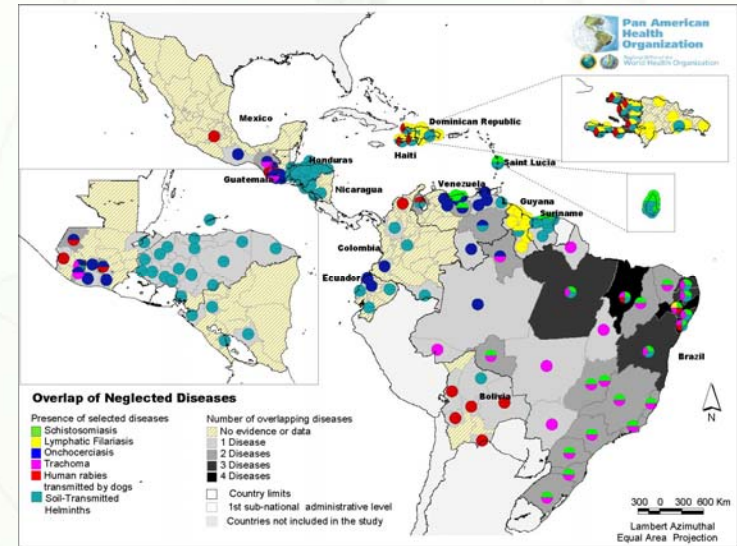 Pan American
Health
Organization
Regional Office of the
World Health Organization
Mexico
Dominican Republic
Haiti
Handuras
Saint Lucia
Guatemala
Nicaragua
Venezuela
Guyana
Suriname
Colombia
Ecuador
Brazil
Bolivia
Overlap of Neglected Diseases
Presence of selected diseases
Schistosomiasis
Lymphatic Filariasis
Onchocerciasis
Trachoma
Human rabies
transmitted by dogs
Soil-Transmitted
Helminths
Number of overlapping diseases
No evidence or data
1 Disease
2 Diseases
3 Diseases
4 Diseases
Country limits
1st sub-national administrative level
Countries not included in the study
N
300 0 300 600 Km
Lambert Azimuthal
Equal Area Projection